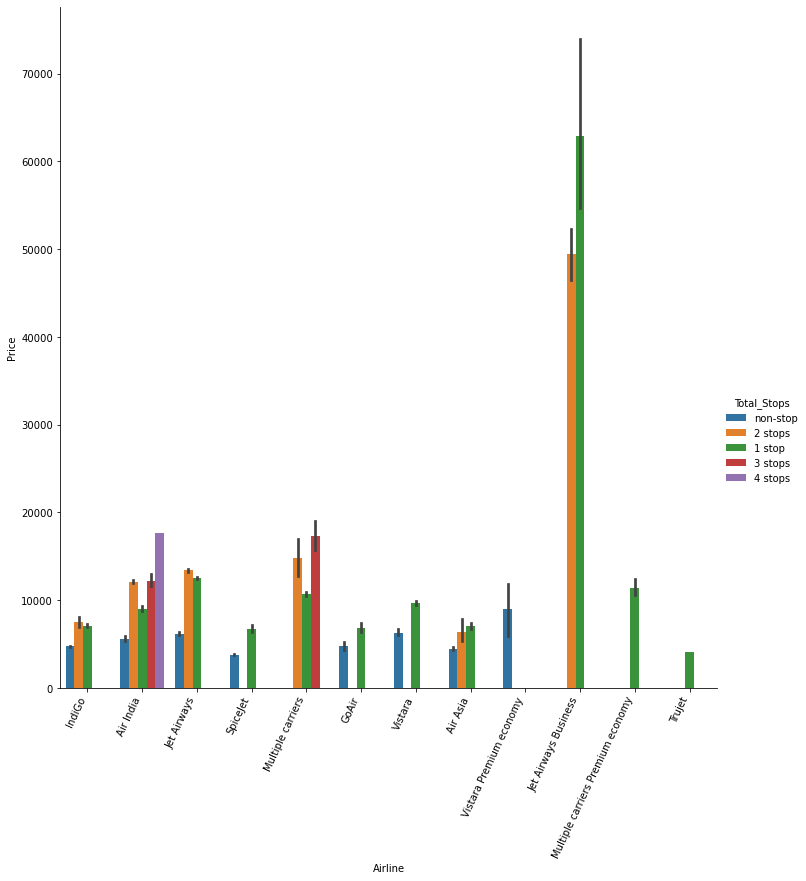 70000
60000
50000
40000
30000
20000
10000
0
Price
IndiGo
Air India
Jet Airways
SpiceJet
Multiple carriers
GoAir
Vistara
Air Asia
Vistara Premium economy
Jet Airways Business
Multiple carriers Premium economy
Trujet
Airline
Total_Stops
non-stop
2 stops
1 stop
3 stops
4 stops